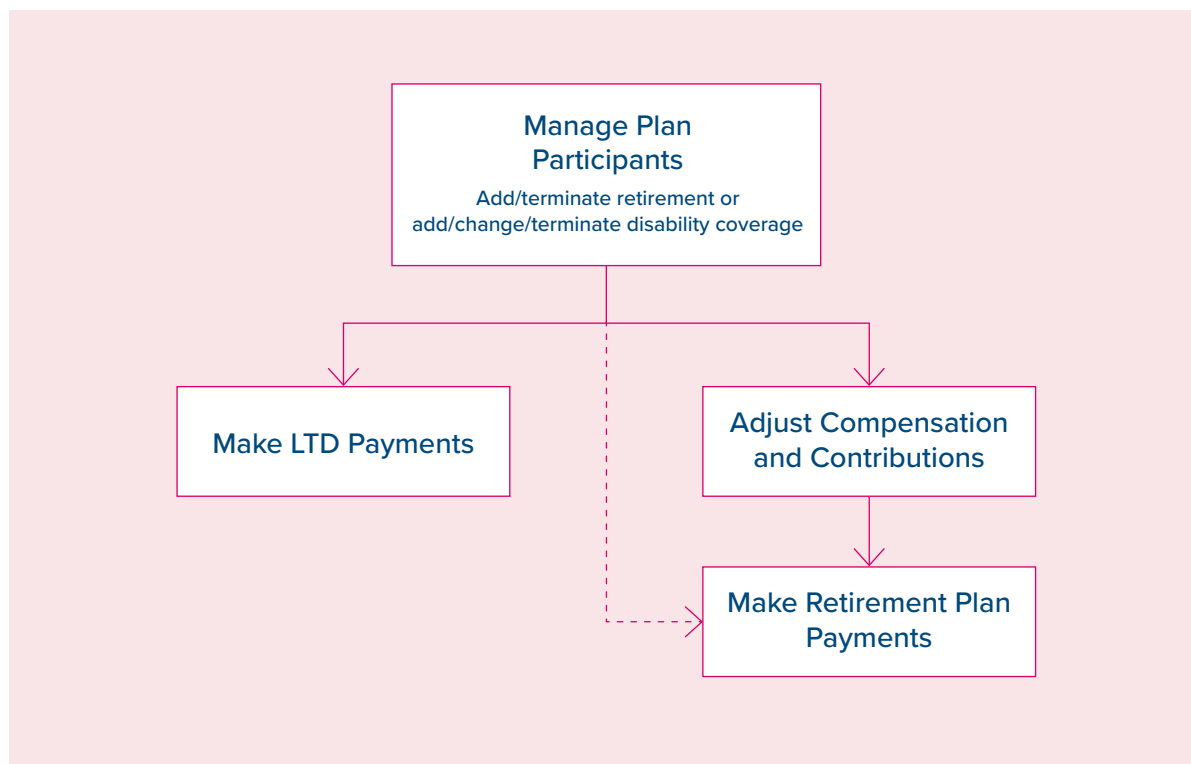 Manage Plan
Participants
Add/terminate retirement or
add/change/terminate disability coverage
Make LTD Payments
Adjust Compensation
and Contributions
Make Retirement Plan
Payments